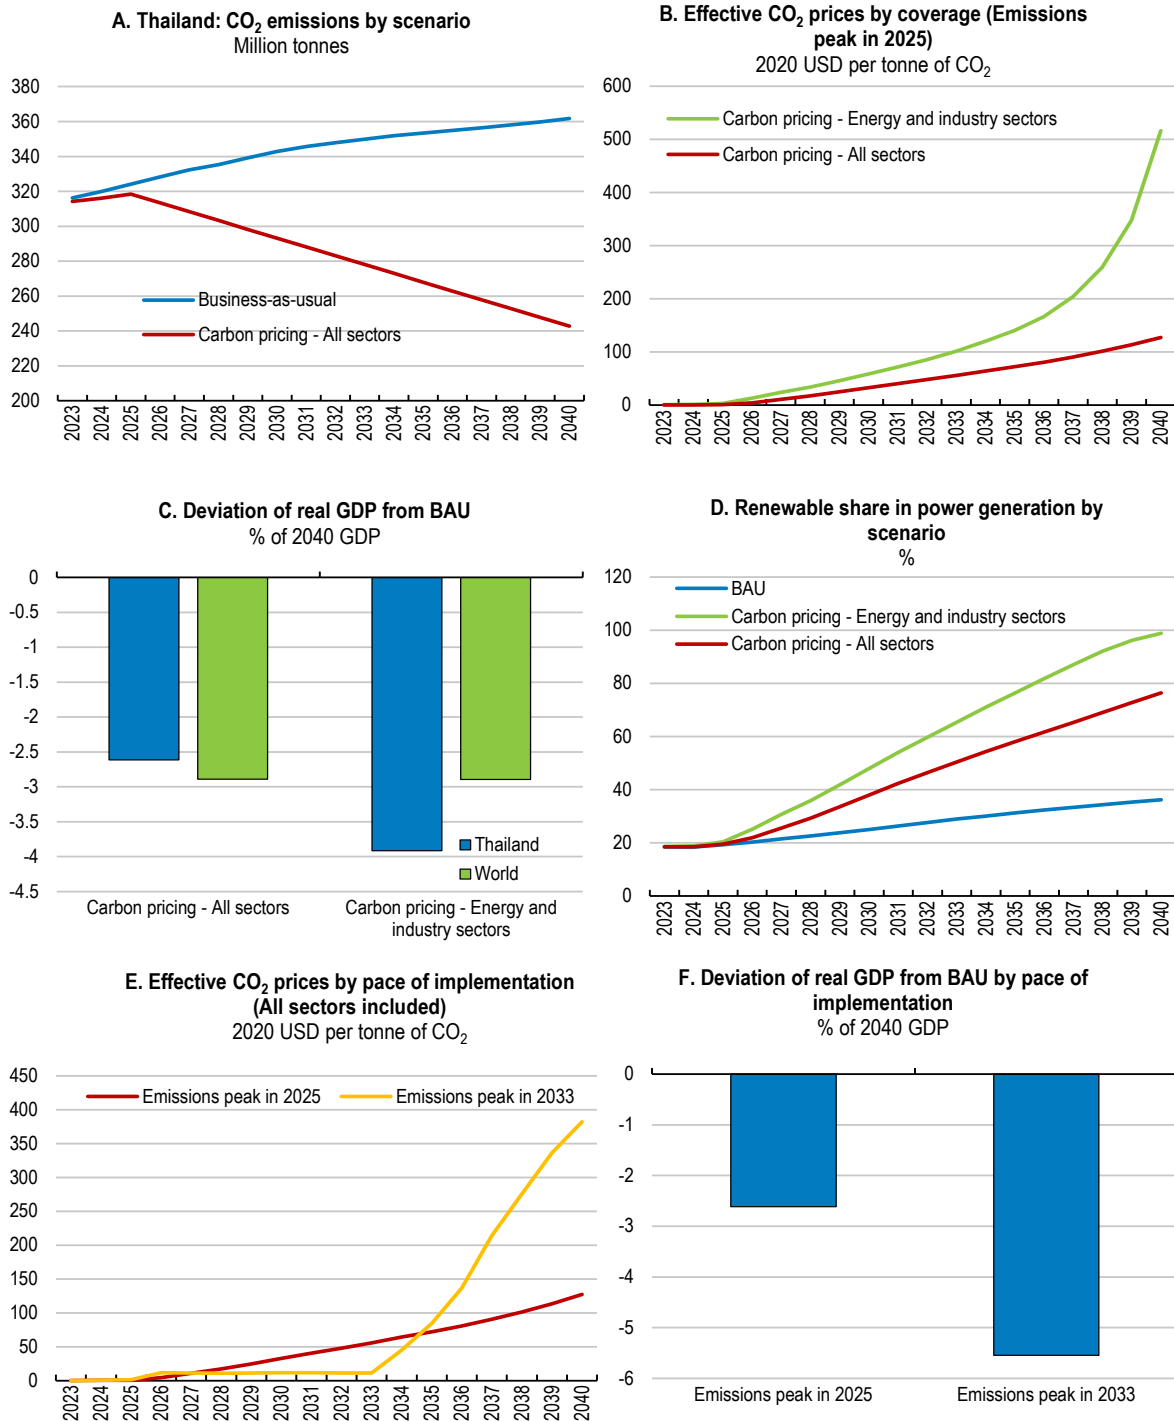 A. Thailand: CO2 emissions by scenario
Million tonnes
380
360
340
320
300
280
260
240
220
200
Business-as-usual
Carbon pricing - All sectors
2023 2024 2025 2026 2027 2028 2029 2030 2031 2032 2033 2034 2035 2036 2037 2038 2039 2040
B. Effective CO2 prices by coverage (Emissions
peak in 2025)
2020 USD per tonne of CO2
600
500
400
300
200
100
0
Carbon pricing - Energy and industry sectors
Carbon pricing - All sectors
2023 2024 2025 2026 2027 2028 2029 2030 2031 2032 2033 2034 2035 2036 2037 2038 2039 2040
C. Deviation of real GDP from BAU
% of 2040 GDP
0
-0.5
-1
-1.5
-2
-2.5
-3
-3.5
-4
-4.5
Thailand
World
Carbon pricing - All sectors
Carbon pricing - Energy and
industry sectors
D. Renewable share in power generation by
scenario
%
120
100
80
60
40
20
0
BAU
Carbon pricing - Energy and industry sectors
Carbon pricing - All sectors
2023 2024 2025 2026 2027 2028 2029 2030 2031 2032 2033 2034 2035 2036 2037 2038 2039 2040
E. Effective CO2 prices by pace of implementation
(All sectors included)
2020 USD per tonne of CO2
450
400
350
300
250
200
150
100
50
0
Emissions peak in 2025
Emissions peak in 2033
2023 2024 2025 2026 2027 2028 2029 2030 2031 2032 2033 2034 2035 2036 2037 2038 2039 2040
F. Deviation of real GDP from BAU by pace of
implementation
% of 2040 GDP
0
-1
-2
-3
-4
-5
-6
Emissions peak in 2025
Emissions peak in 2033